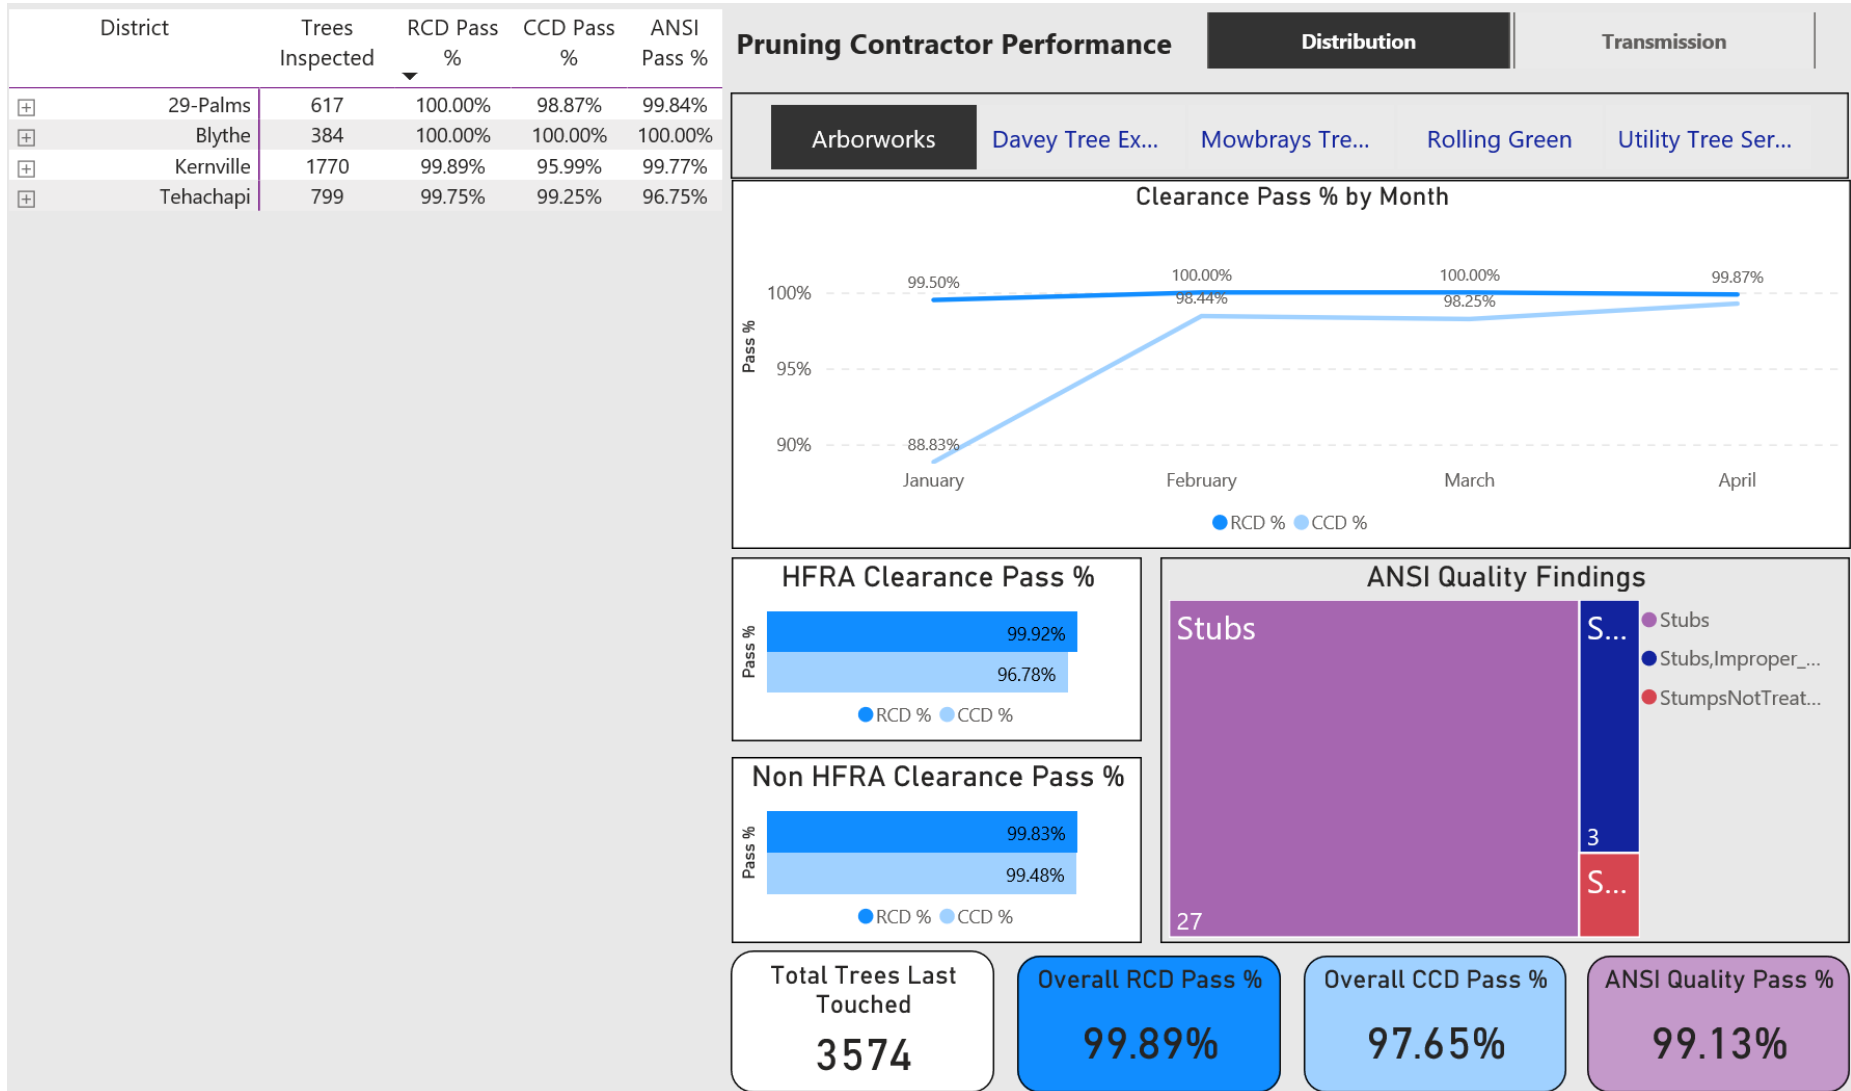 District Trees Inspected RCD Pass % CCD Pass % ANSI Pass %
29-Palms 617 100.00% 98.87% 99.84%
Blythe 384 100.00% 100.00% 100.00%
Kernville 1770 99.89% 95.99% 99.77%
Tehachapi 799 99.75% 99.25% 96.75%
Pruning Contractor Performance
Distribution
Transmission
Arborworks
Davey Tree Ex...
Mowbrays Tre...
Rolling Green
Utility Tree Ser...
Clearance Pass % by Month
Pass %
100%
95%
90%
99.50%
100.00%
100.00%
99.87%
98.44%
98.25%
88.83%
January
February
March
April
RCD % CCD %
HFRA Clearance Pass %
Pass %
99.92%
96.78%
RCD % CCD %
Non HFRA Clearance Pass %
Pass %
99.83%
99.48%
RCD % CCD %
ANSI Quality Findings
Stubs
27
S...
3
S...
Stubs
Stubs,Improper_...
StumpsNotTreat...
Total Trees Last
Touched
3574
Overall RCD Pass %
99.89%
Overall CCD Pass %
97.65%
ANSI Quality Pass %
99.13%